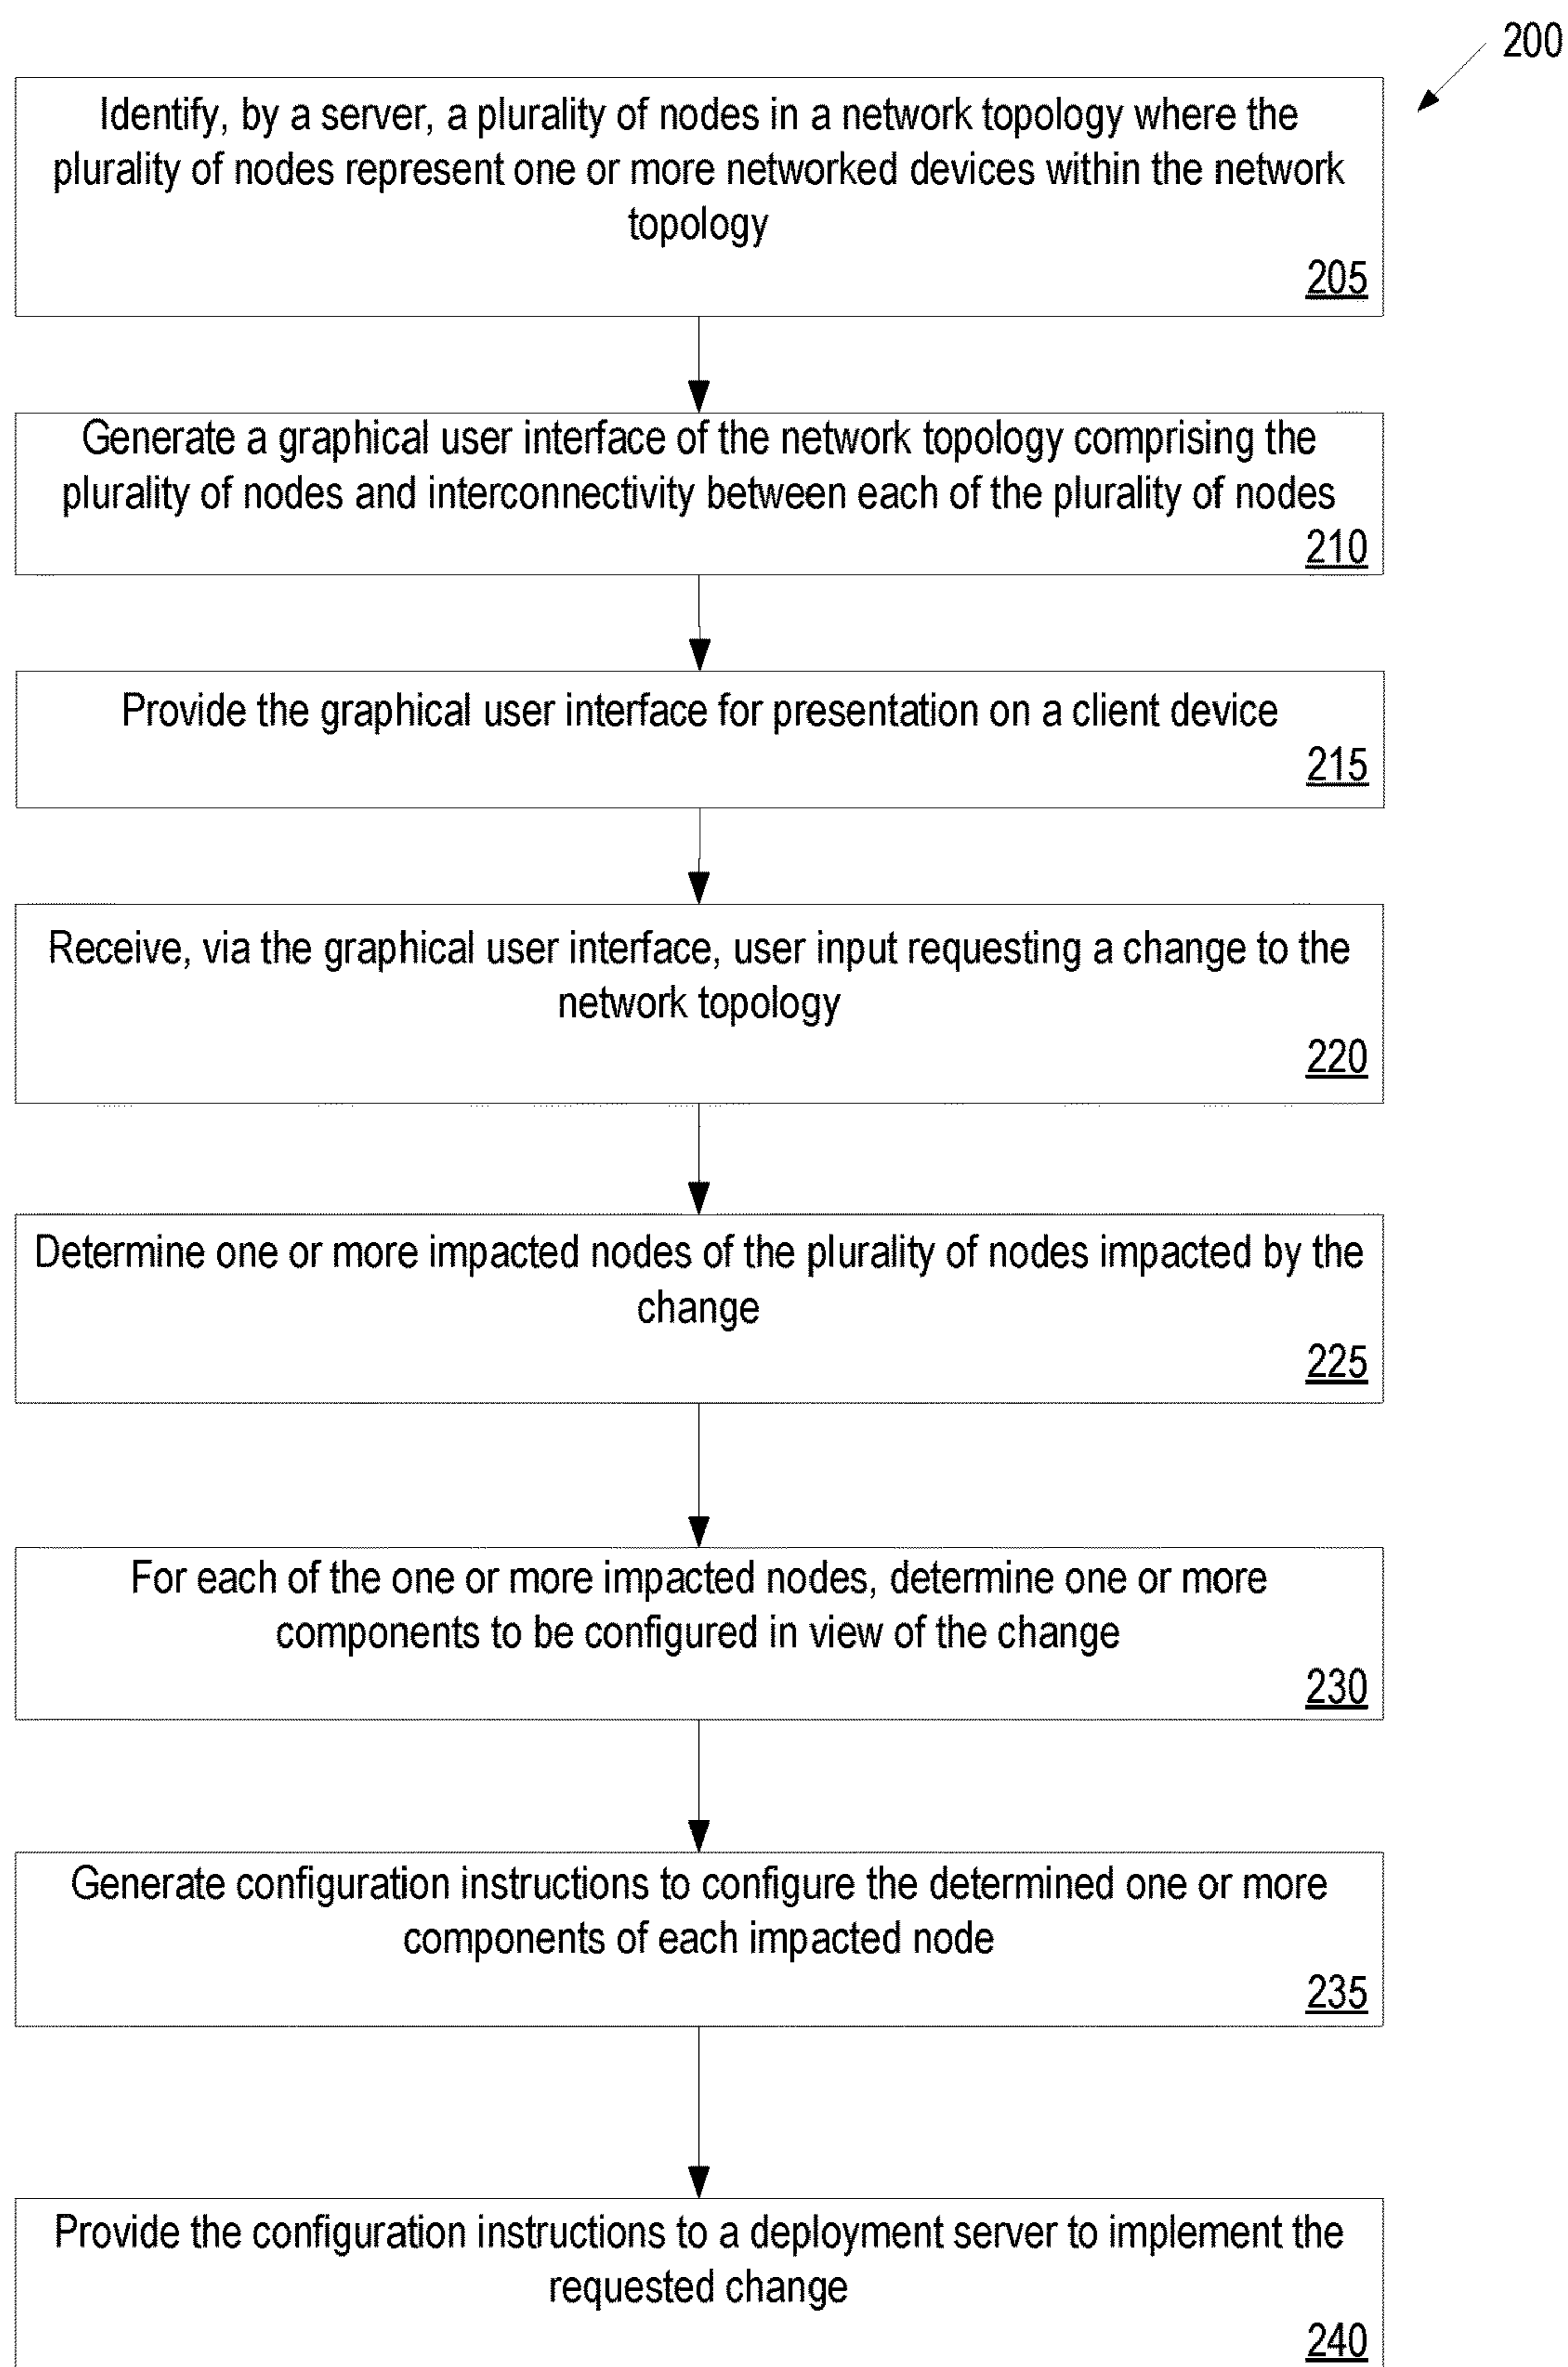 200
Identify, by a server, a plurality of nodes in a network topology where the
plurality of nodes represent one or more networked devices within the network
topology
205
Generate a graphical user interface of the network topology comprising the
plurality of nodes and interconnectivity between each of the plurality of nodes
210
Provide the graphical user interface for presentation on a client device
215
Receive, via the graphical user interface, user input requesting a change to the
network topology
220
Determine one or more impacted nodes of the plurality of nodes impacted by the
change
225
For each of the one or more impacted nodes, determine one or more
components to be configured in view of the change
230
Generate configuration instructions to configure the determined one or more
components of each impacted node
235
Provide the configuration instructions to a deployment server to implement the
requested change
240